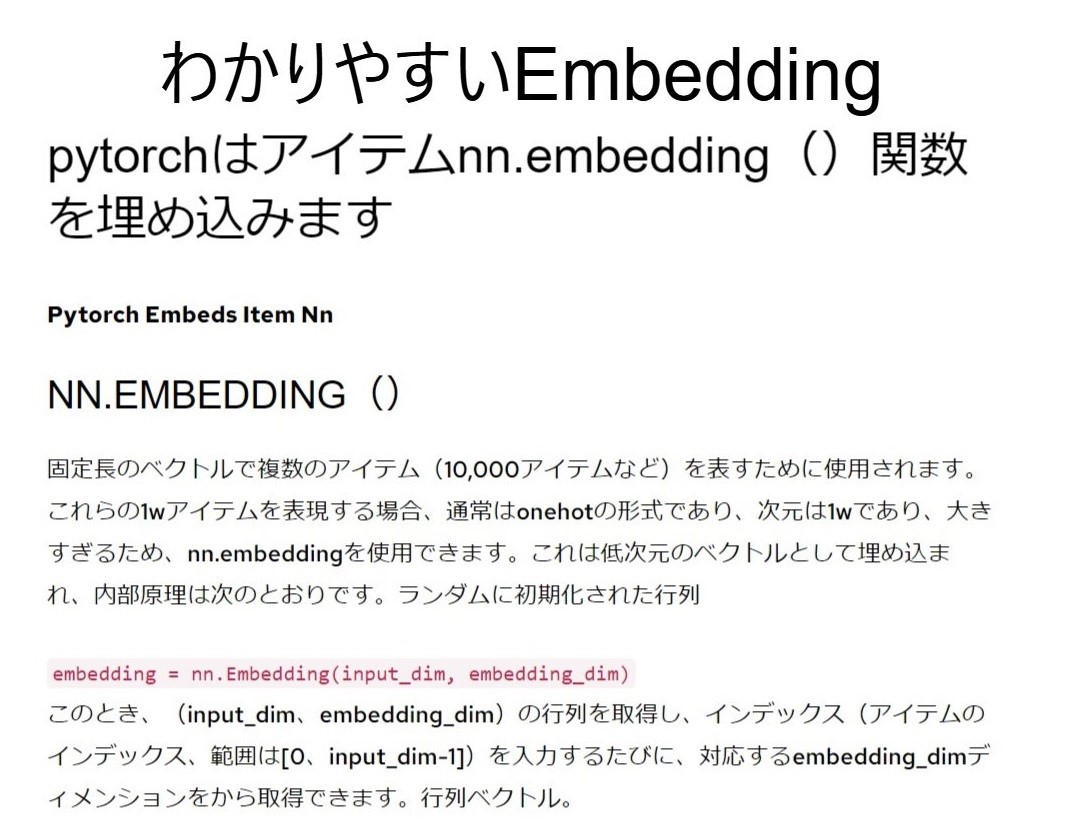 わかりやすいEmbedding
pytorchはアイテムnn.embedding（）関数
を埋め込みます
Pytorch Embeds Item Nn
NN.EMBEDDING（）
固定長のベクトルで複数のアイテム（10,000アイテムなど）を表すために使用されます。
これらの1wアイテムを表現する場合、通常はonehotの形式であり、次元は1wであり、大き
すぎるため、nn.embeddingを使用できます。これは低次元のベクトルとして埋め込ま
れ、内部原理は次のとおりです。ランダムに初期化された行列
embedding = nn.Embedding(input_dim, embedding_dim)
このとき、（input_dim、embedding_dim）の行列を取得し、インデックス（アイテムの
インデックス、範囲は[0、input_dim-1]）を入力するたびに、対応するembedding_dimデ
ィメンションをから取得できます。行列ベクトル。